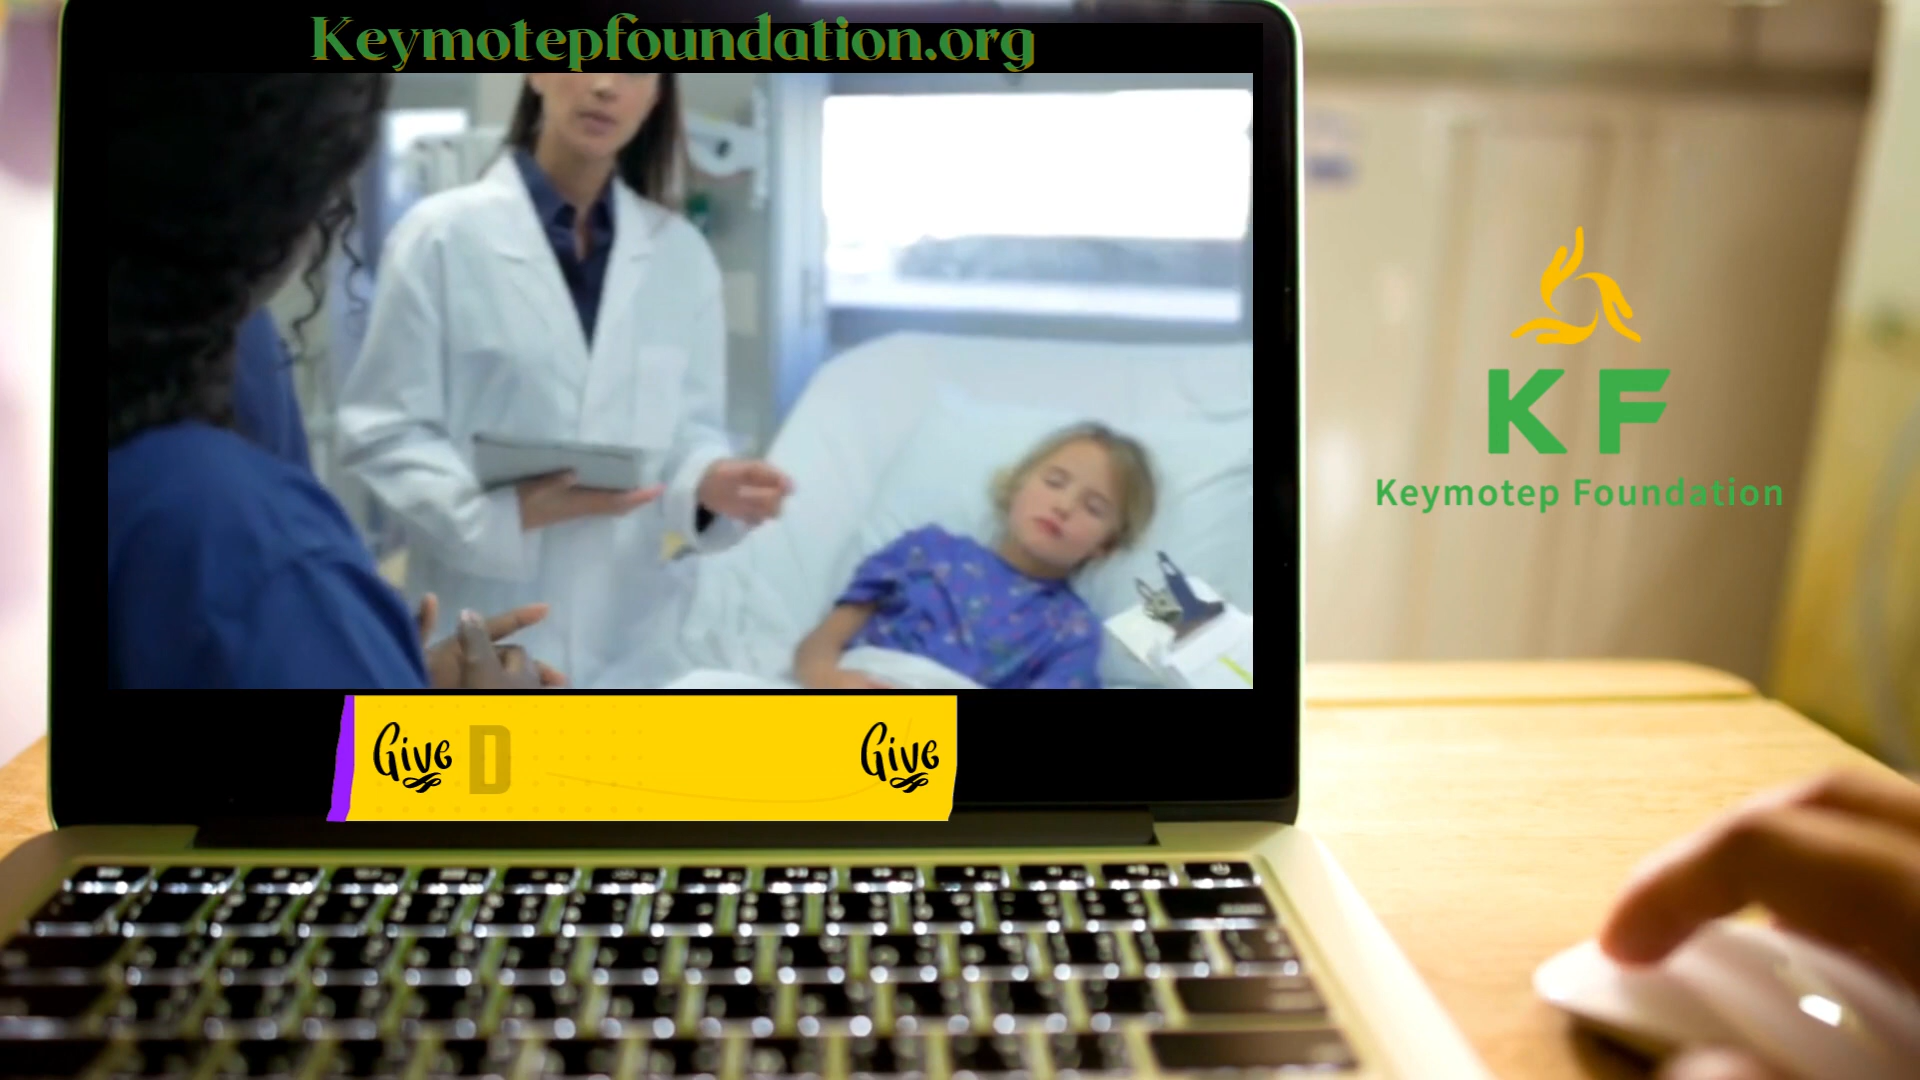 Keymotepfoundation.org
K F
Keymotep Foundation
Give D Give